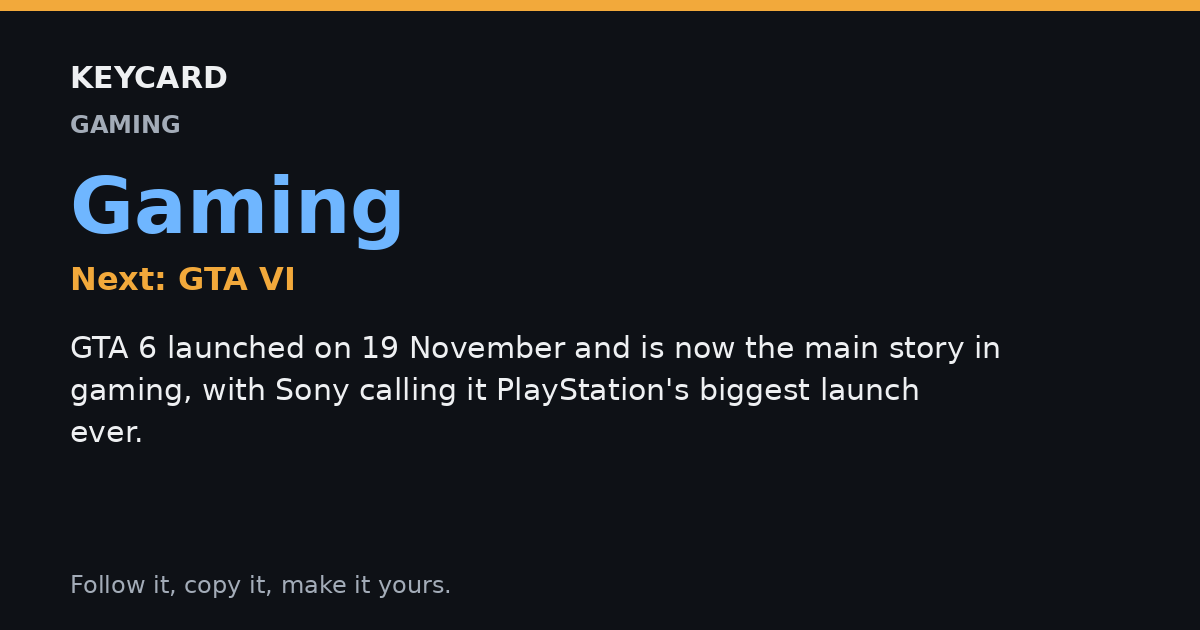 KEYCARD
GAMING
Gaming
Next: GTA VI
GTA 6 launched on 19 November and is now the main story in
gaming, with Sony calling it PlayStation's biggest launch
ever.
Follow it, copy it, make it yours.